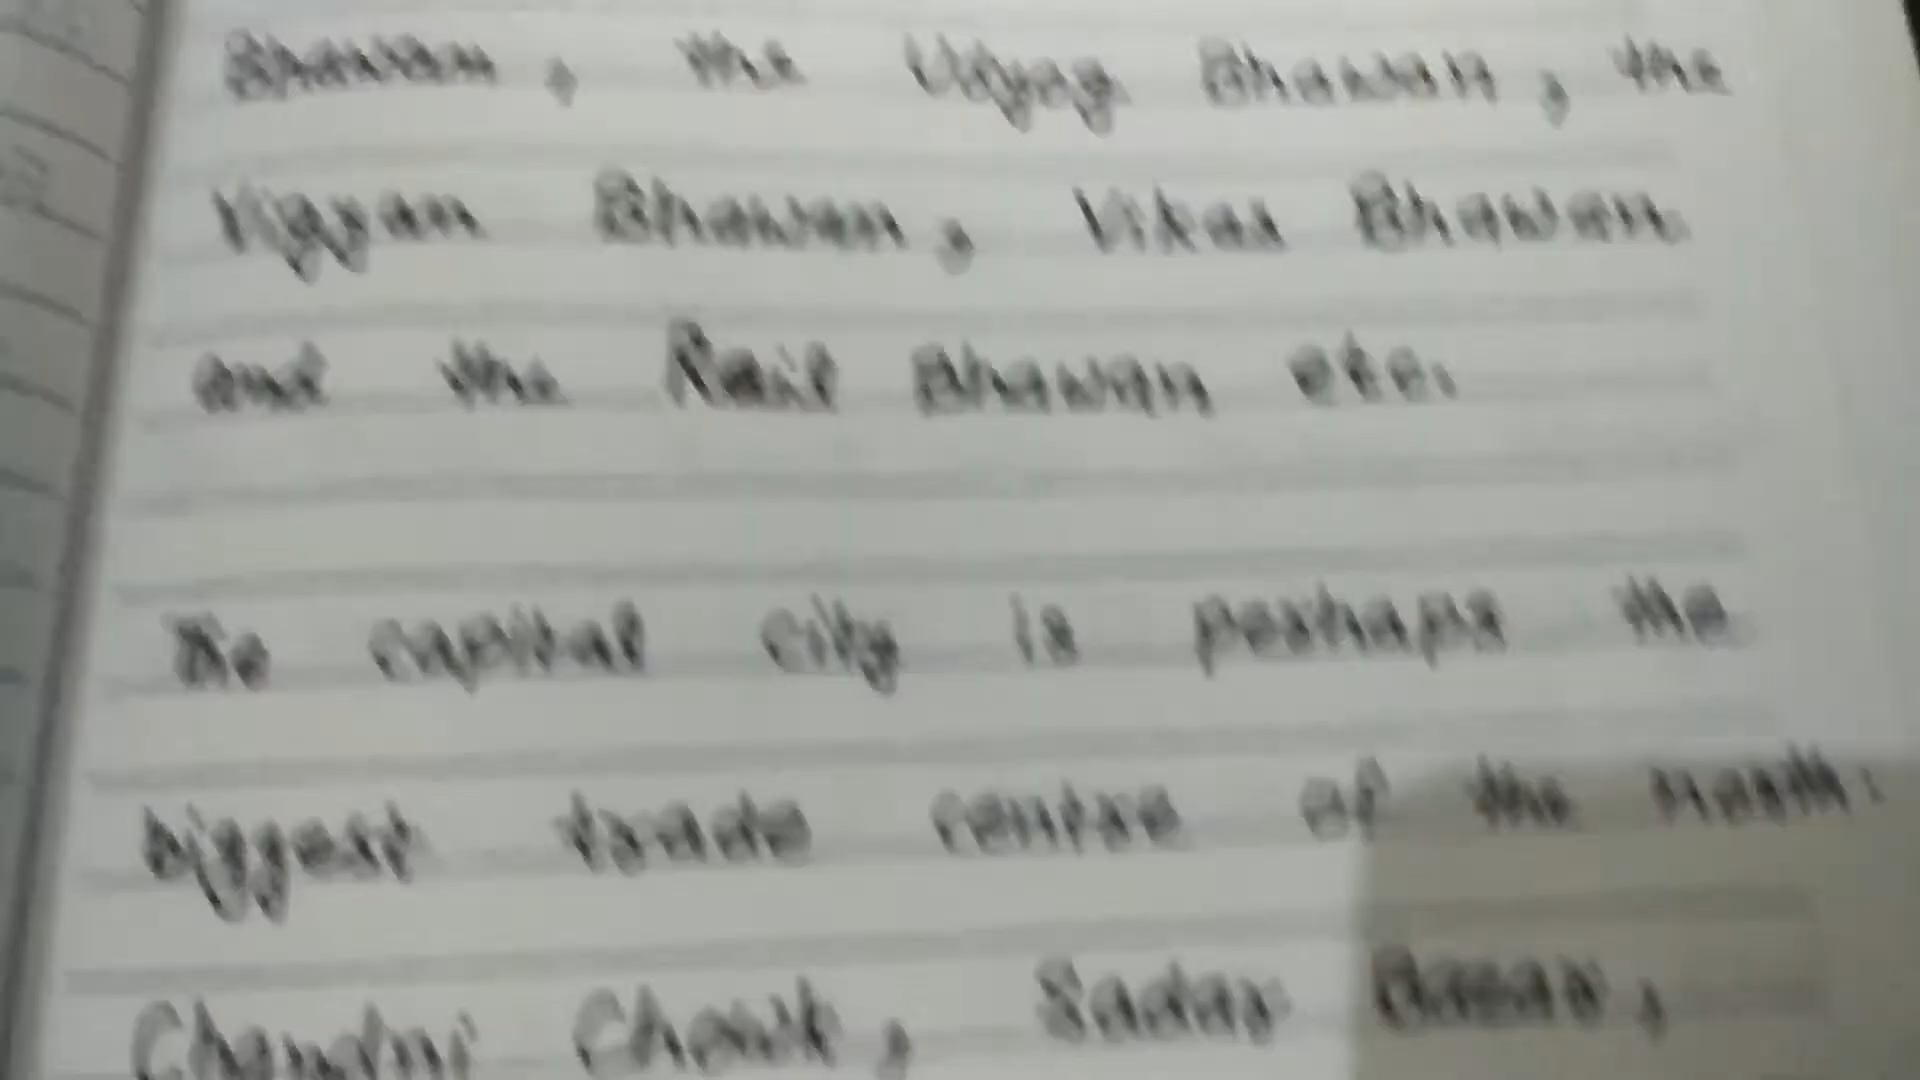 Bhawan, the Udyog Bhawan, the
Vigyan Bhawan, Vikas Bhawan
and the Rail Bhawan etc.
The capital city is perhaps the
biggest trade centre of the North.
Chandni Chowk, Sadar Bazar,